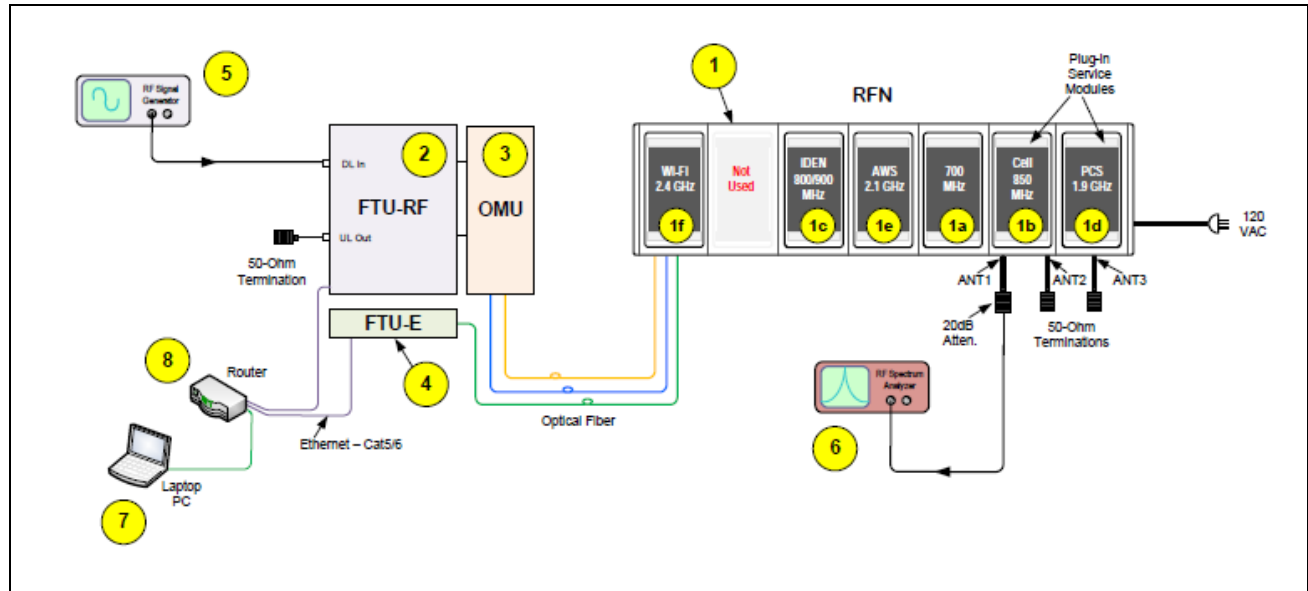 5
RF Signal
Generator
DL In
2
FTU-RF
UL Out
50-Ohm
Termination
3
OMU
FTU-E
4
8
Router
Ethernet – Cat5/6
Laptop
PC
7
Optical Fiber
1
RFN
Plug-In
Service
Modules
WI-FI
2.4 GHz
1f
Not
Used
IDEN
800/900
MHz
1c
AWS
2.1 GHz
1e
700
MHz
1a
Cell
850
MHz
1b
PCS
1.9 GHz
1d
120
VAC
ANT1
ANT2
ANT3
20dB
Atten.
50-Ohm
Terminations
RF Spectrum
Analyzer
6